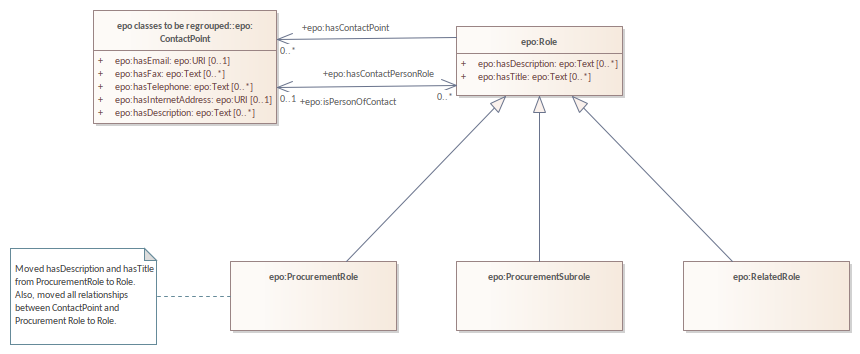 epo classes to be regrouped::epo:
ContactPoint
+ epo:hasEmail: epo:URI [0..1]
+ epo:hasFax: epo:Text [0..*]
+ epo:hasTelephone: epo:Text [0..*]
+ epo:hasInternetAddress: epo:URI [0..1]
+ epo:hasDescription: epo:Text [0..*]
+epo:hasContactPoint
0..*
+epo:hasContactPersonRole
0..1
+epo:isPersonOfContact
0..*
epo:Role
+ epo:hasDescription: epo:Text [0..*]
+ epo:hasTitle: epo:Text [0..*]
Moved hasDescription and hasTitle
from ProcurementRole to Role.
Also, moved all relationships
between ContactPoint and
Procurement Role to Role.
epo:ProcurementRole
epo:ProcurementSubrole
epo:RelatedRole